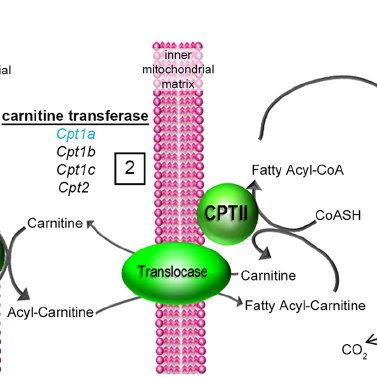 inner
mitochondrial
matrix
ial
carnitine transferase
Cpt1a
Cpt1b
Cpt1c
Cpt2
2
Fatty Acyl-CoA
CPTII
CoASH
Carnitine
Translocase
Carnitine
Fatty Acyl-Carnitine
Acyl-Carnitine
CO2